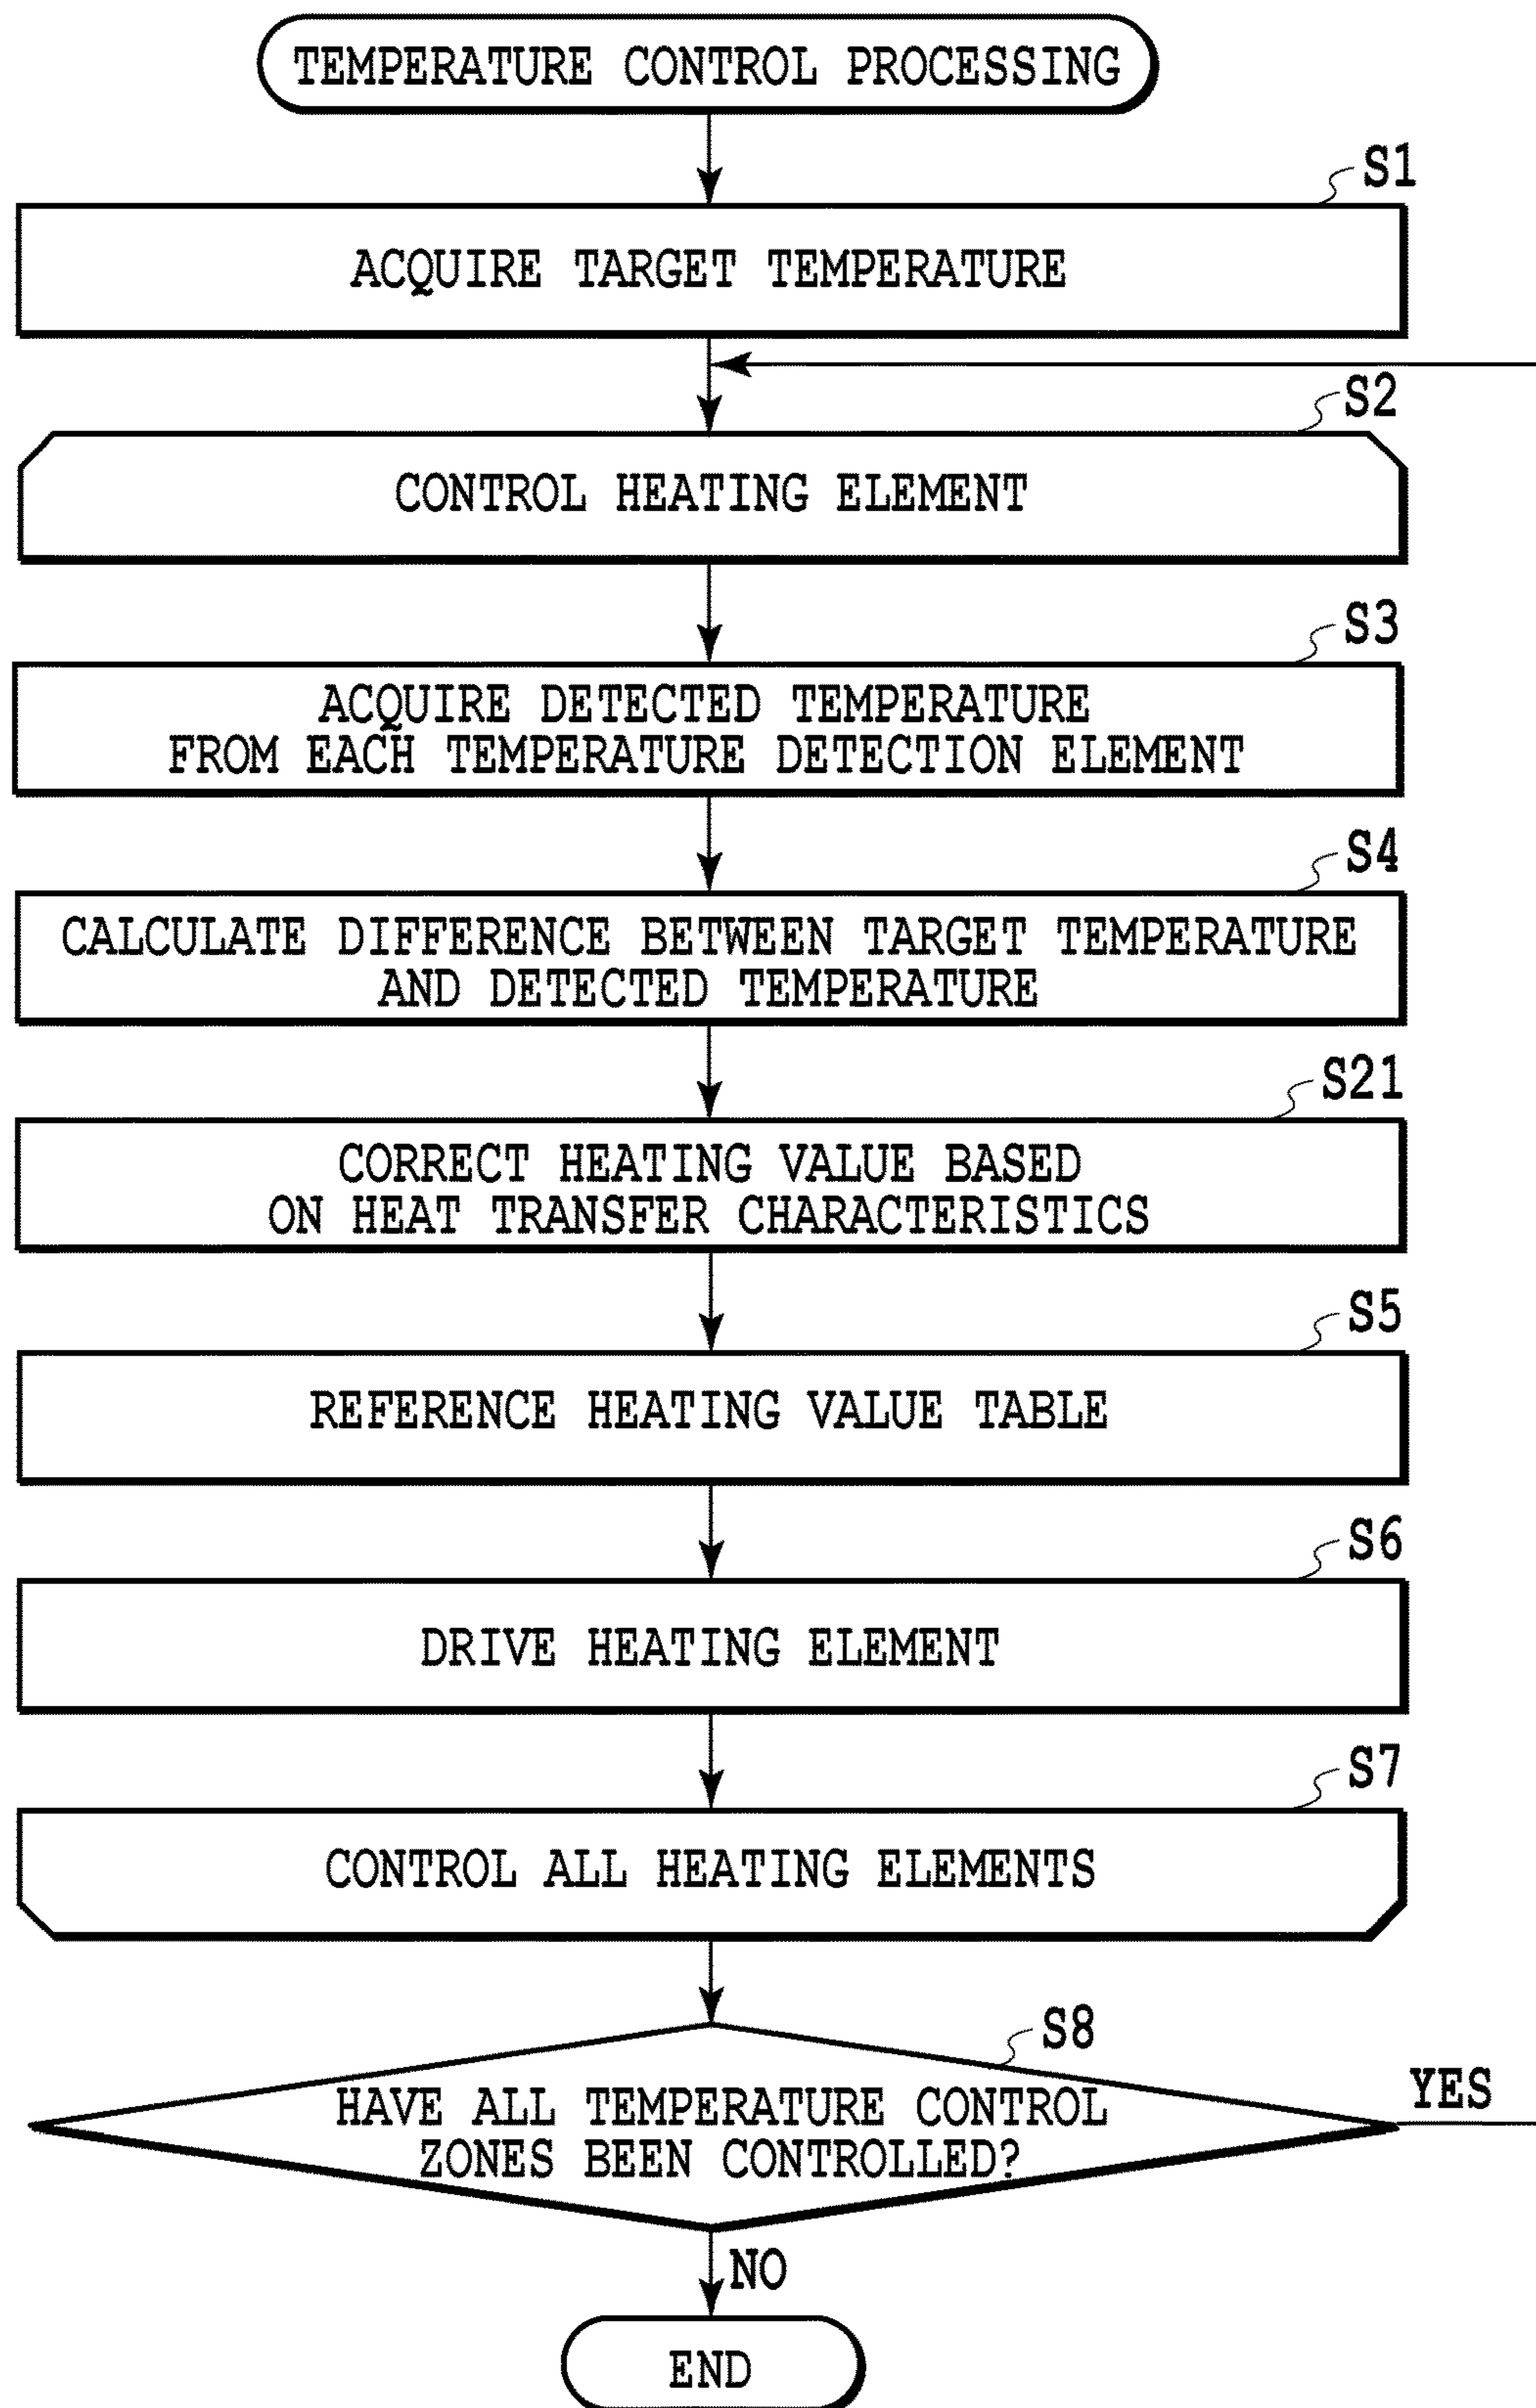 TEMPERATURE CONTROL PROCESSING
S1
ACQUIRE TARGET TEMPERATURE
S2
CONTROL HEATING ELEMENT
S3
ACQUIRE DETECTED TEMPERATURE
FROM EACH TEMPERATURE DETECTION ELEMENT
S4
CALCULATE DIFFERENCE BETWEEN TARGET TEMPERATURE
AND DETECTED TEMPERATURE
S21
CORRECT HEATING VALUE BASED
ON HEAT TRANSFER CHARACTERISTICS
S5
REFERENCE HEATING VALUE TABLE
S6
DRIVE HEATING ELEMENT
S7
CONTROL ALL HEATING ELEMENTS
S8
HAVE ALL TEMPERATURE CONTROL
ZONES BEEN CONTROLLED?
YES
NO
END